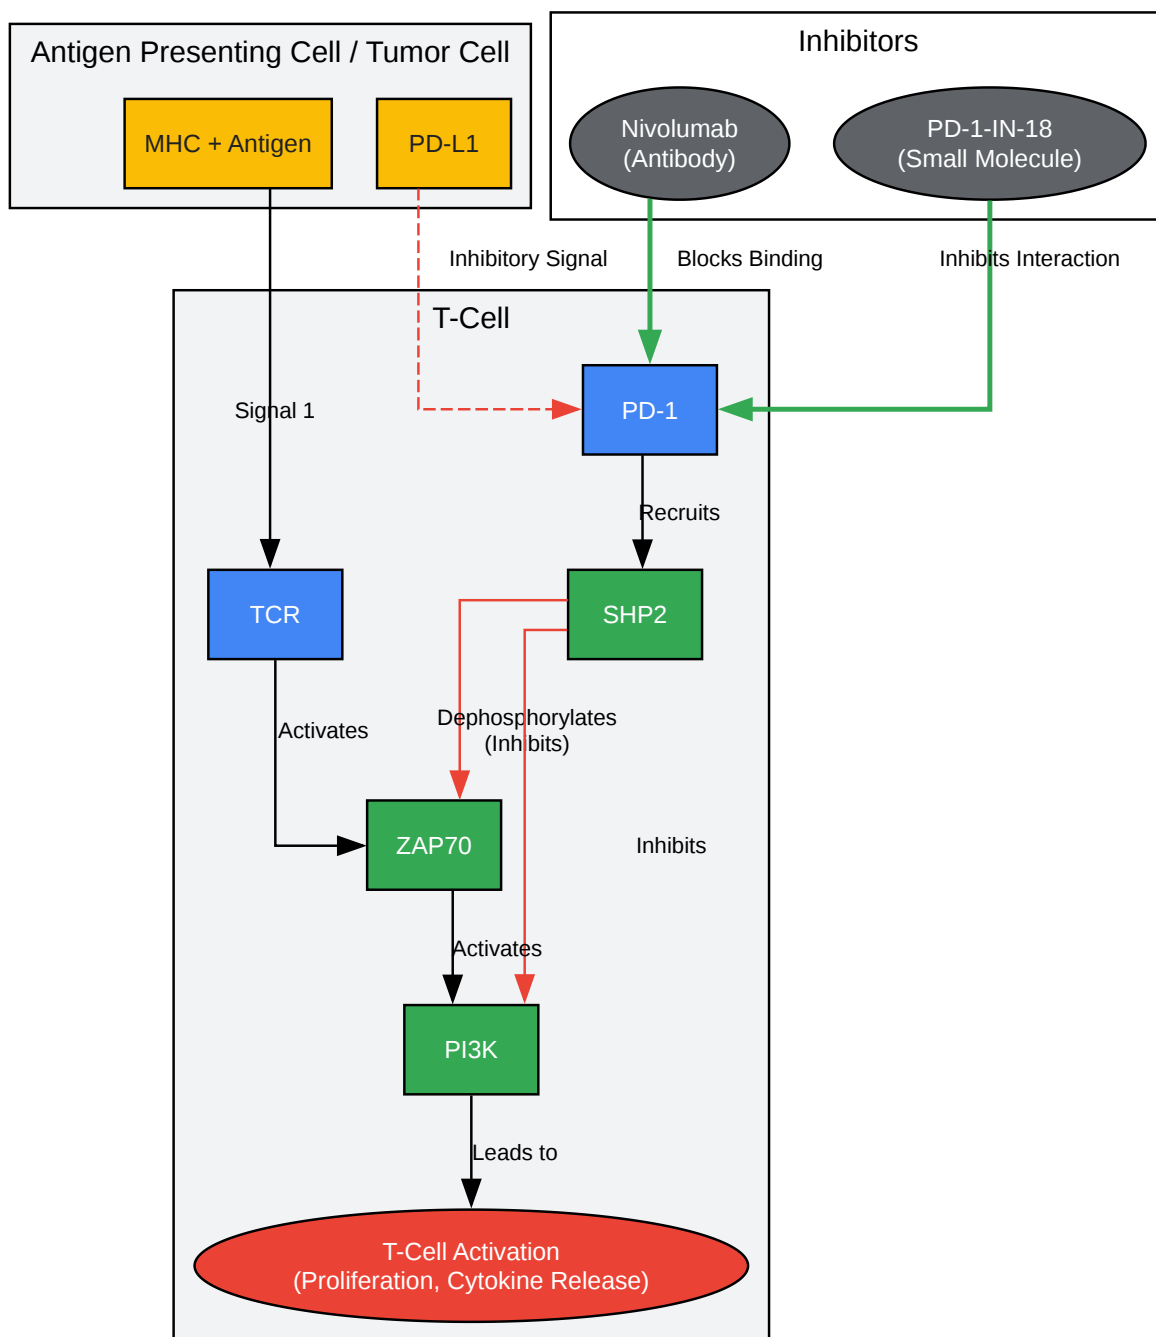 Antigen Presenting Cell / Tumor Cell
Inhibitors
MHC + Antigen
PD-L1
Nivolumab
(Antibody)
PD-1-IN-18
(Small Molecule)
Inhibitory Signal
Blocks Binding
Inhibits Interaction
T-Cell
Signal 1
PD-1
Recruits
TCR
SHP2
Activates
Dephosphorylates
(Inhibits)
ZAP70
Inhibits
Activates
PI3K
Leads to
T-Cell Activation
(Proliferation, Cytokine Release)